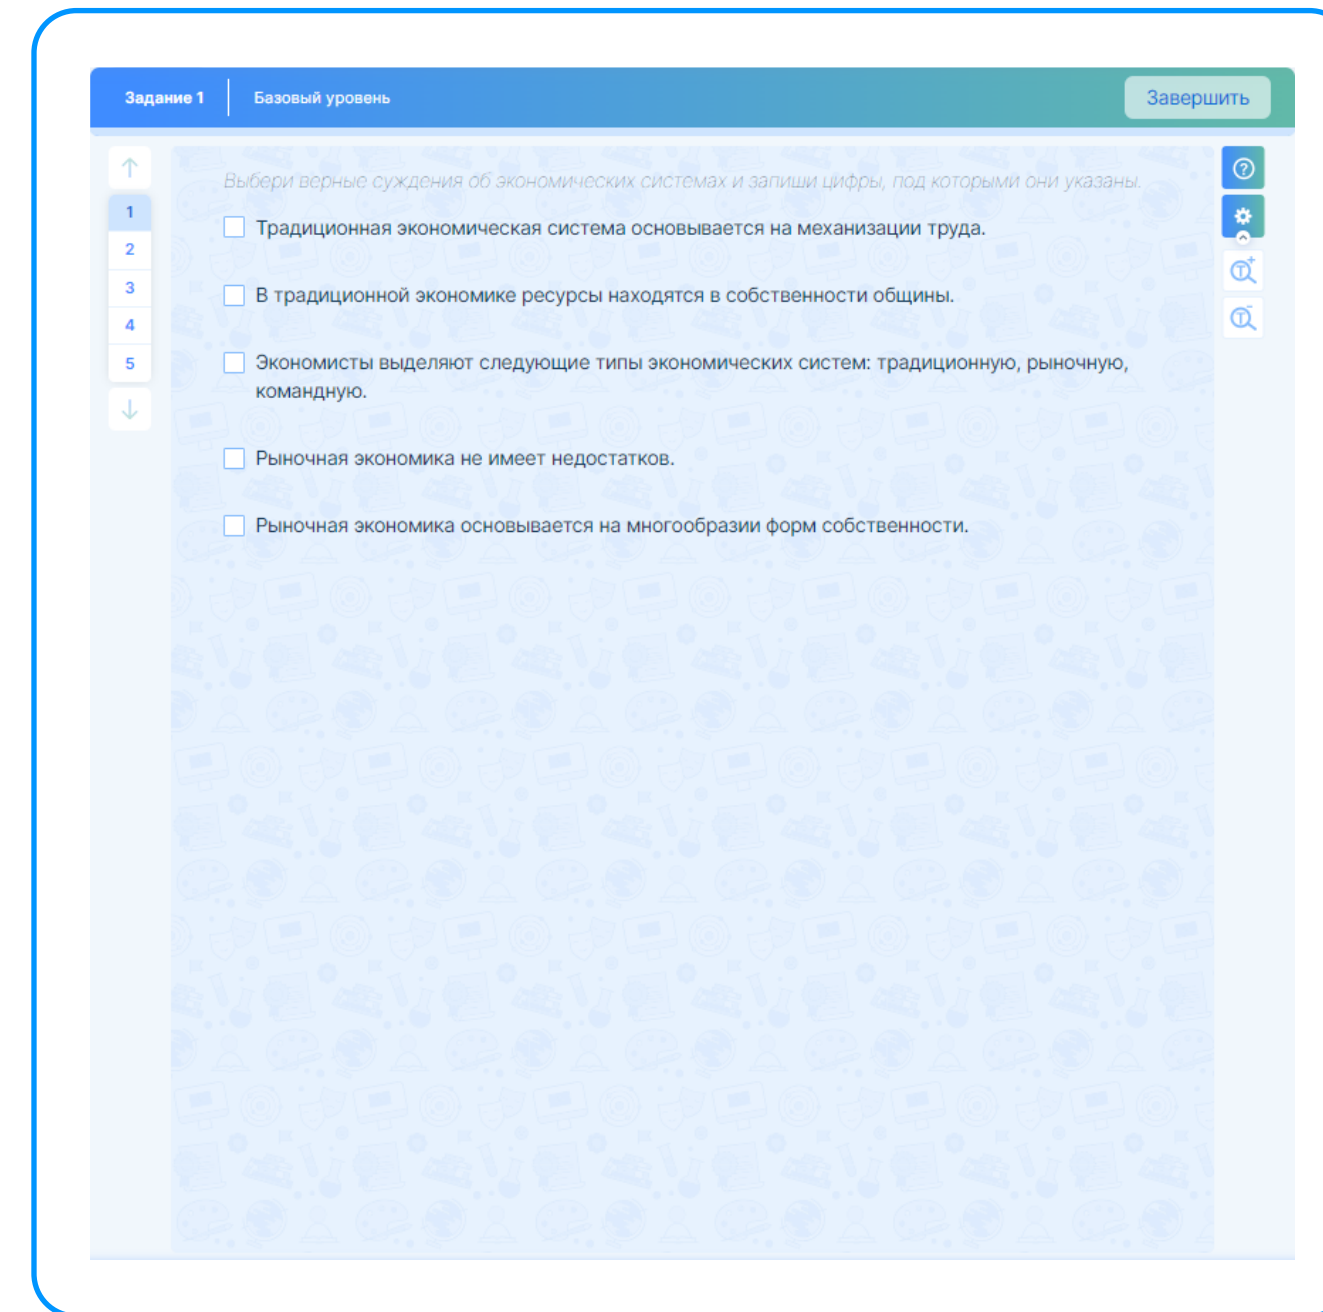 Задание 1
Базовый уровень
Завершить
Выбери верные суждения об экономических системах и запиши цифры, под которыми они указаны.
1
2
3
4
5
Традиционная экономическая система основывается на механизации труда.
В традиционной экономике ресурсы находятся в собственности общины.
Экономисты выделяют следующие типы экономических систем: традиционную, рыночную,
командную.
Рыночная экономика не имеет недостатков.
Рыночная экономика основывается на многообразии форм собственности.